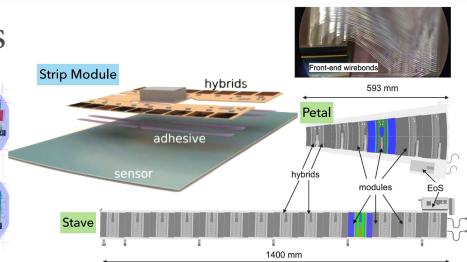 s
Strip Module
hybrids
adhesive
sensor
Front-end wirebonds
593 mm
Petal
hybrids
modules
EoS
Stave
1400 mm